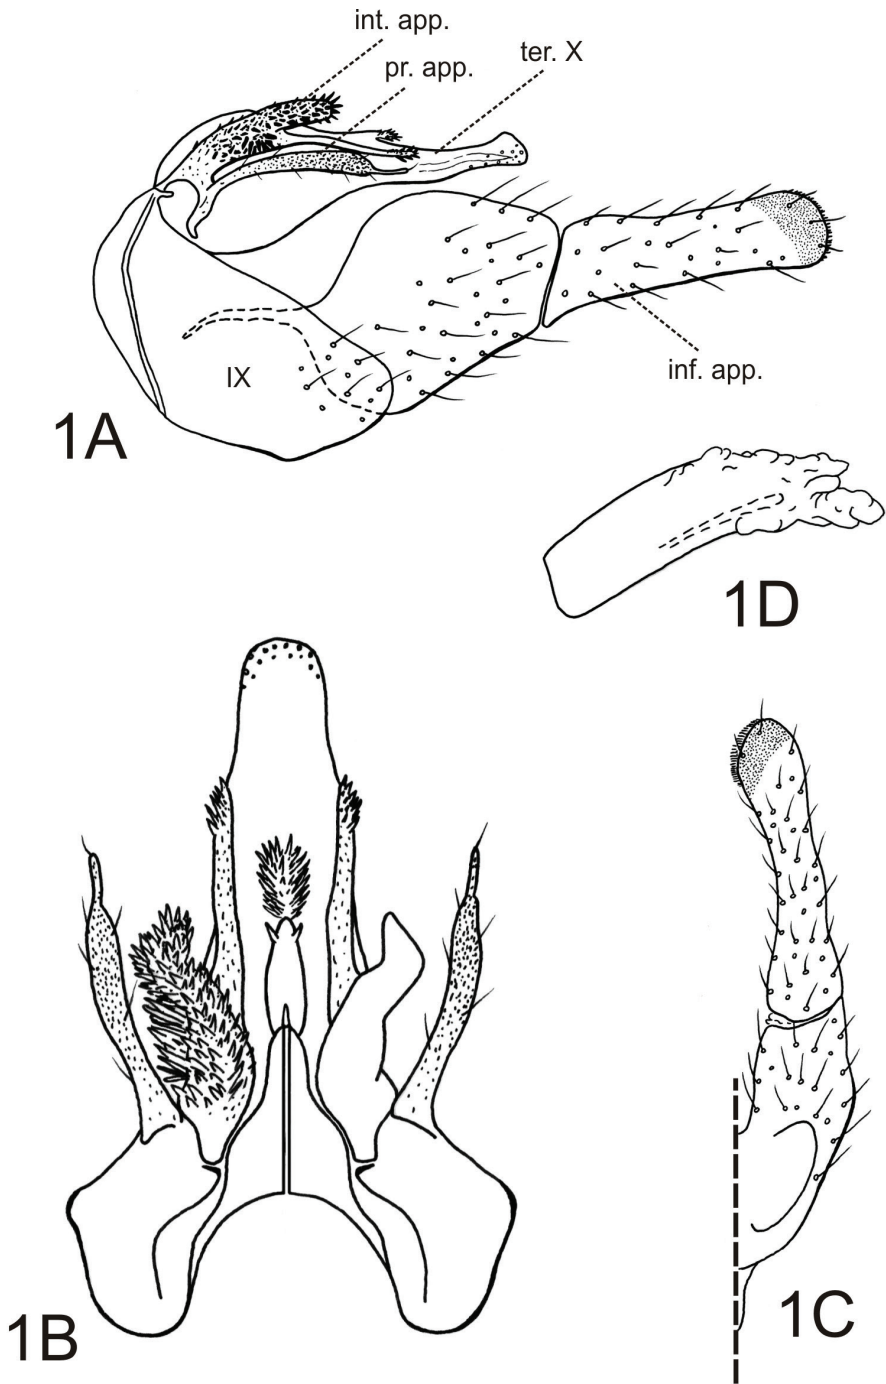 int. app.
pr. app.
ter. X
IX
inf. app.
1A
1D
1B
1C